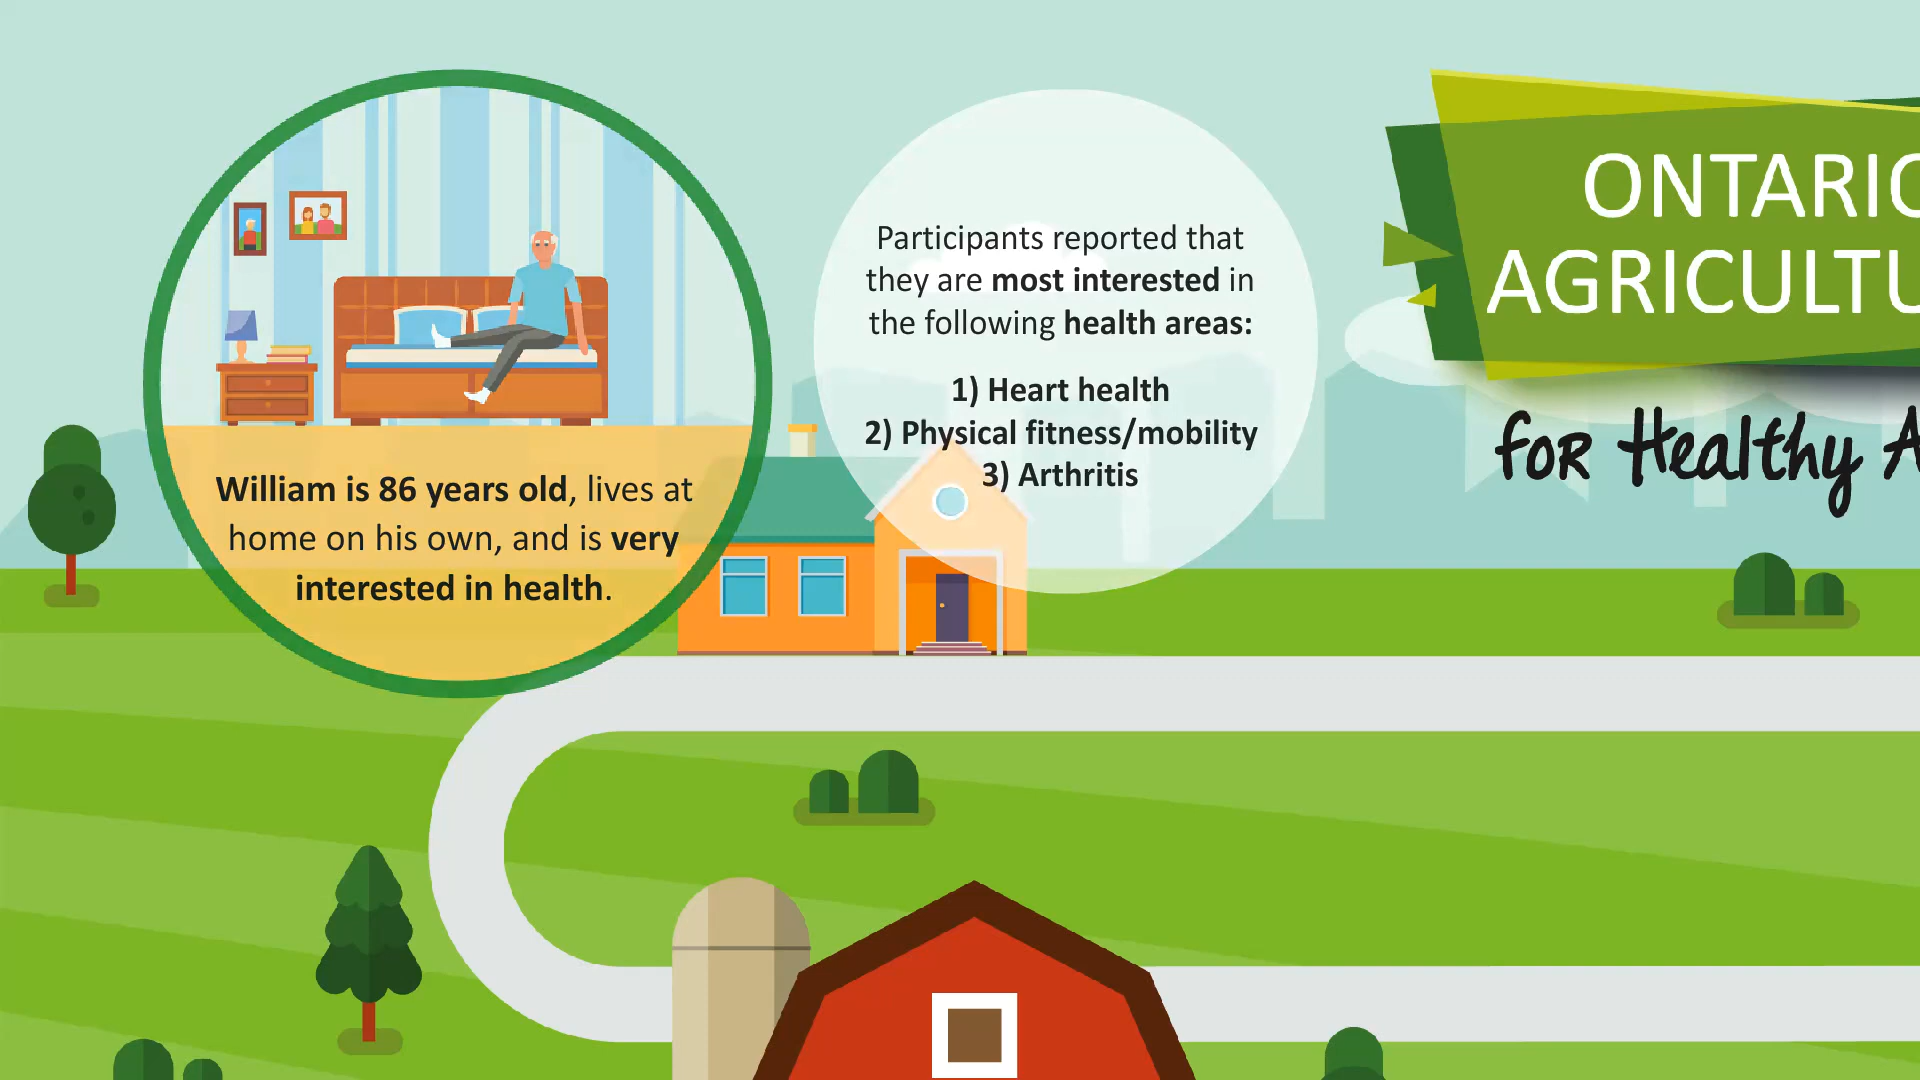 William is 86 years old, lives at
home on his own, and is very
interested in health.
Participants reported that
they are most interested in
the following health areas:
1) Heart health
2) Physical fitness/mobility
3) Arthritis
ONTARIO
AGRICULTU
for Healthy A